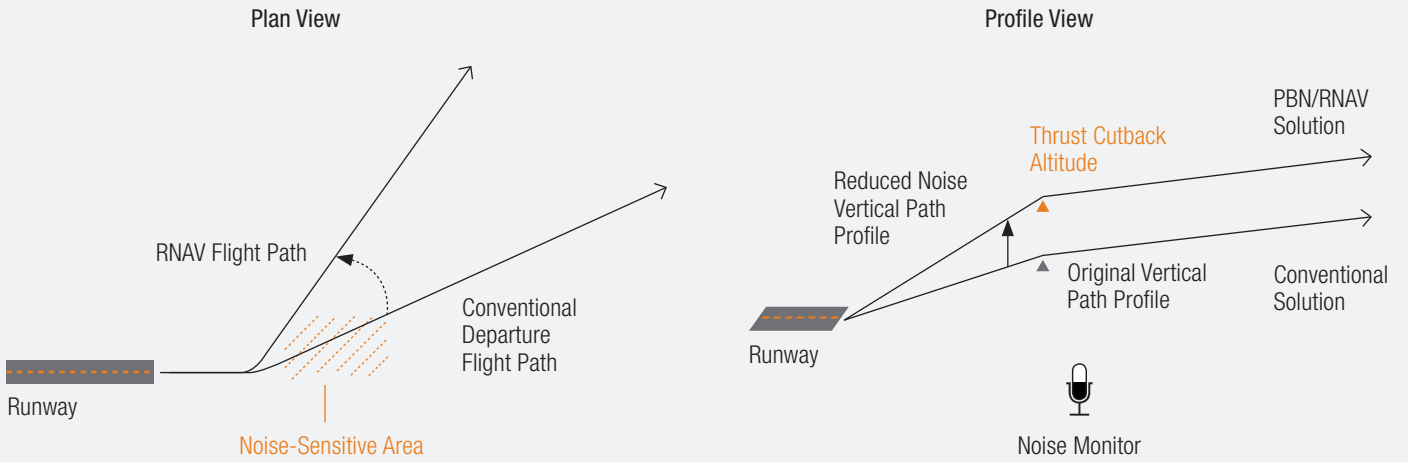 Plan View
RNAV Flight Path
Conventional
Departure
Flight Path
Runway
Noise-Sensitive Area
Profile View
PBN/RNAV
Solution
Thrust Cutback
Altitude
Reduced Noise
Vertical Path
Profile
Original Vertical
Path Profile
Conventional
Solution
Runway
Noise Monitor